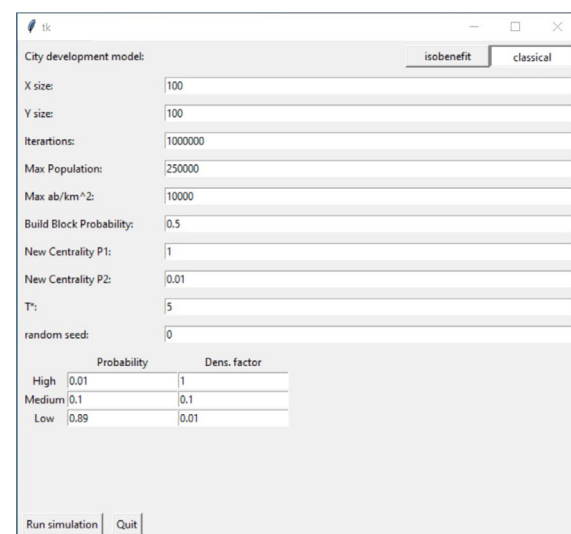 tk
City development model: isobenefit classical
X size: 100
Y size: 100
Iterartions: 1000000
Max Population: 250000
Max ab/km^2: 10000
Build Block Probability: 0.5
New Centrality P1: 1
New Centrality P2: 0.01
T*: 5
random seed: 0
Probability Dens. factor
High 0.01 1
Medium 0.1 0.1
Low 0.89 0.01
Run simulation Quit